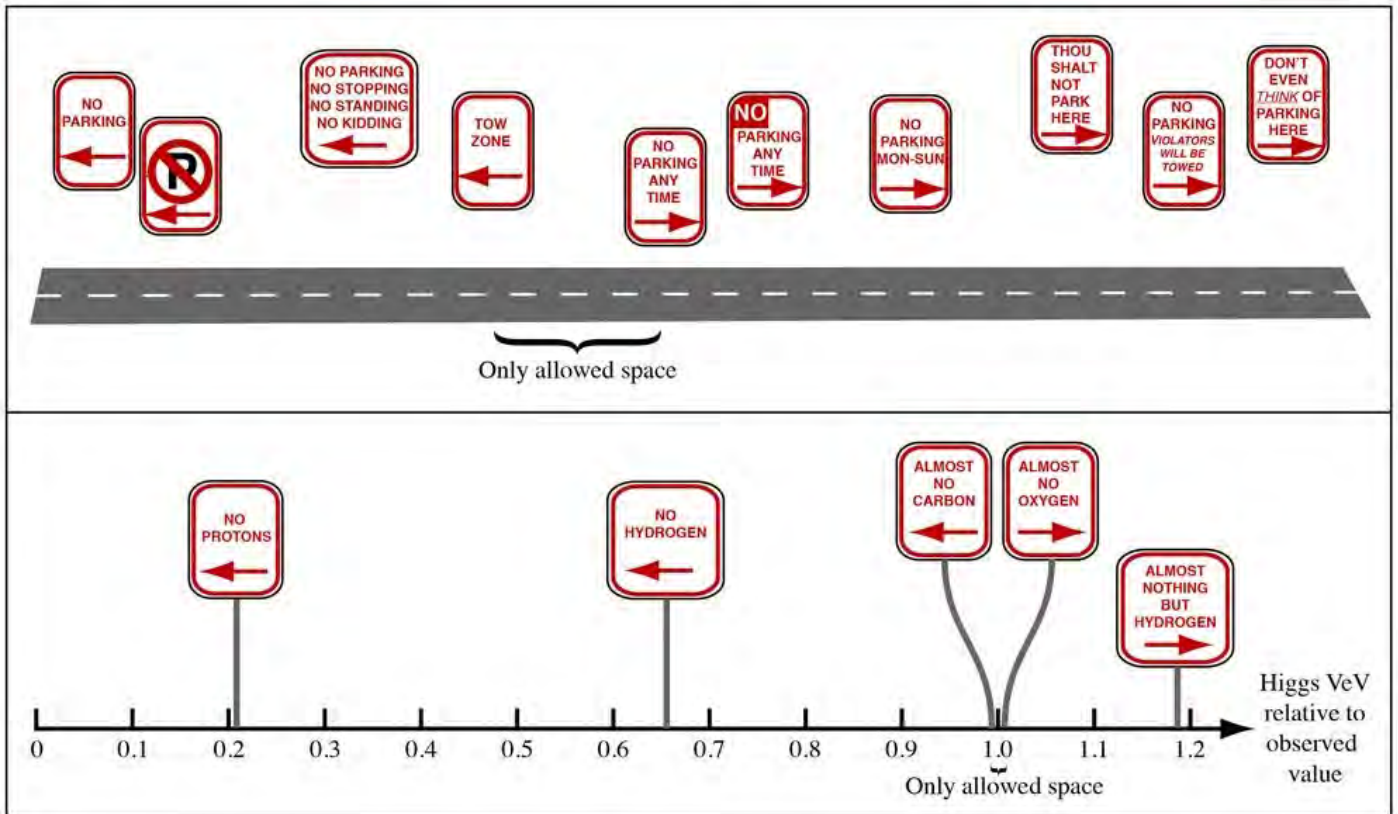 NO
PARKING
P
NO PARKING
NO STOPPING
NO STANDING
NO KIDDING
TOW
ZONE
NO
PARKING
ANY
TIME
NO
PARKING
ANY
TIME
NO
PARKING
MON-SUN
THOU
SHALT
NOT
PARK
HERE
NO
PARKING
VIOLATORS
WILL BE
TOWED
DON'T
EVEN
THINK OF
PARKING
HERE
Only allowed space
NO
PROTONS
NO
HYDROGEN
ALMOST
NO
CARBON
ALMOST
NO
OXYGEN
ALMOST
NOTHING
BUT
HYDROGEN
0 0.1 0.2 0.3 0.4 0.5 0.6 0.7 0.8 0.9 1.0 1.1 1.2
Higgs VeV
relative to
observed
value
Only allowed space